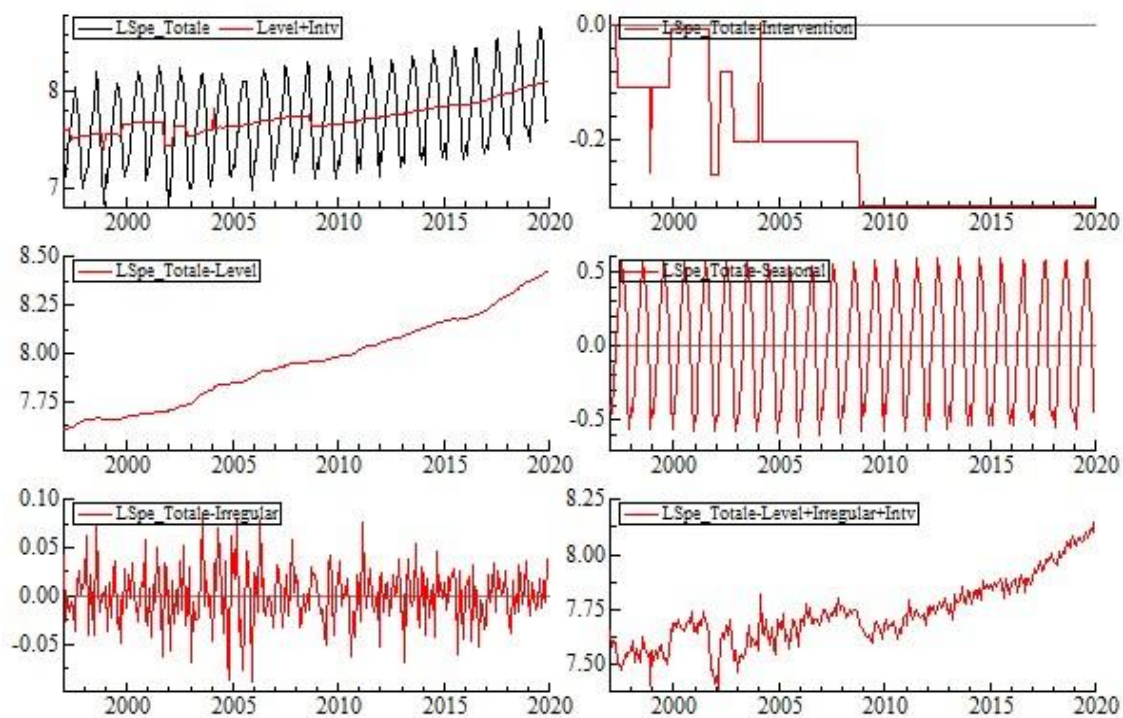 LSpe_Totale Level+Intv
8
7
2000 2005 2010 2015 2020
0.0
LSpe_Totale-Intervention
-0.2
2000 2005 2010 2015 2020
8.50
LSpe_Totale-Level
8.25
8.00
7.75
2000 2005 2010 2015 2020
0.5
LSpe_Totale-Seasonal
0.0
-0.5
2000 2005 2010 2015 2020
0.10
LSpe_Totale-Irregular
0.05
0.00
-0.05
2000 2005 2010 2015 2020
8.25
LSpe_Totale-Level+Irregular+Intv
8.00
7.75
7.50
2000 2005 2010 2015 2020